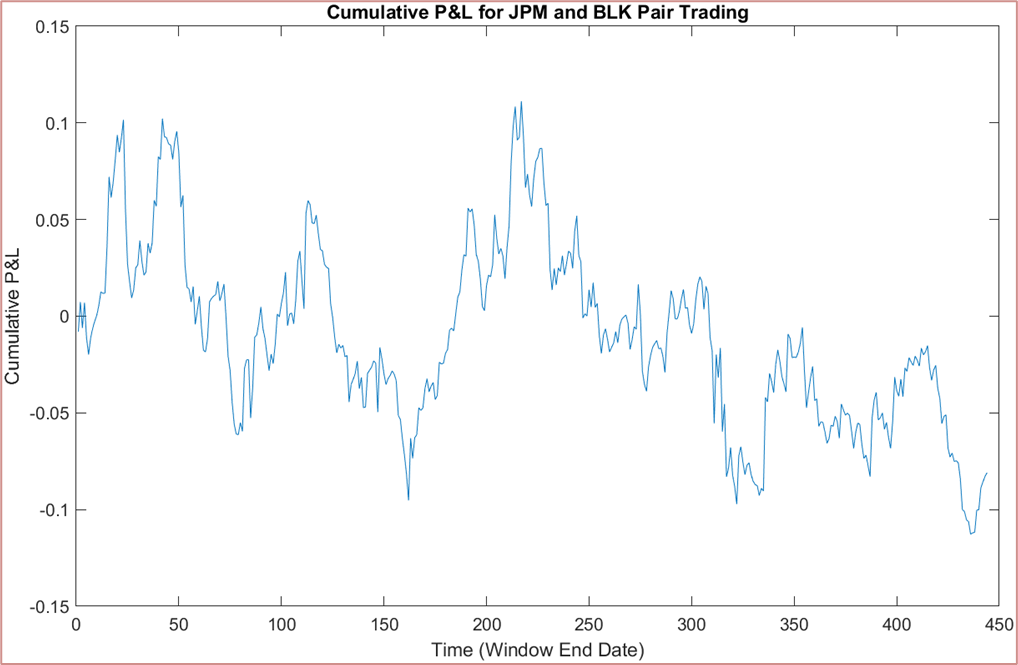 Cumulative P&L for JPM and BLK Pair Trading
0.15
0.1
0.05
0
-0.05
-0.1
-0.15
Cumulative P&L
0 50 100 150 200 250 300 350 400 450
Time (Window End Date)